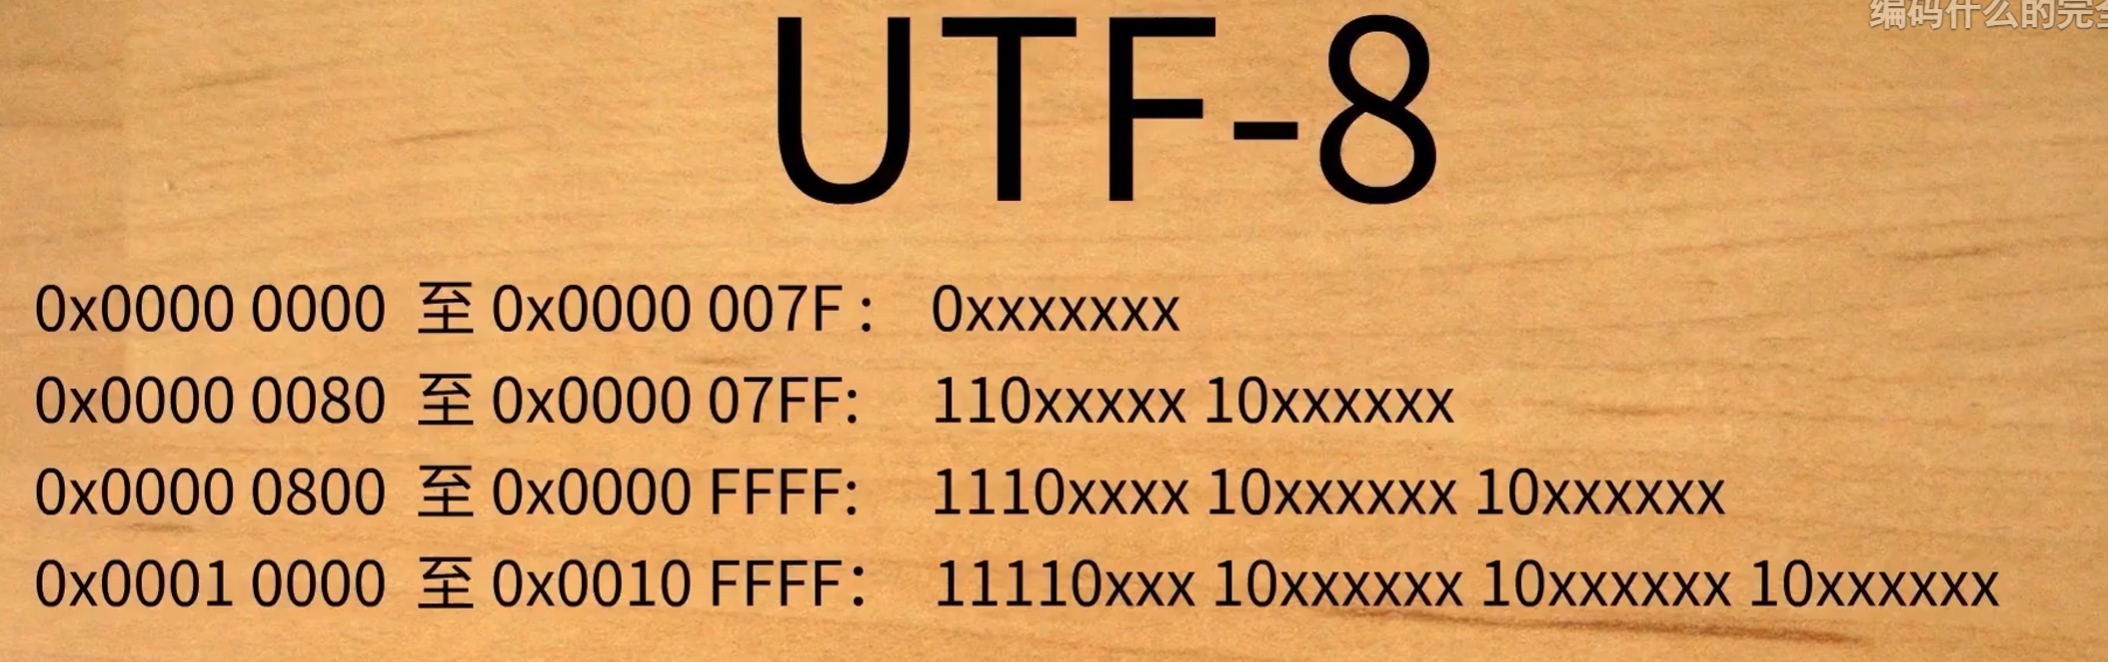 编码什么的完全
UTF-8
0x0000 0000 至 0x0000 007F : 0xxxxxxx
0x0000 0080 至 0x0000 07FF: 110xxxxx 10xxxxxx
0x0000 0800 至 0x0000 FFFF: 1110xxxx 10xxxxxx 10xxxxxx
0x0001 0000 至 0x0010 FFFF： 11110xxx 10xxxxxx 10xxxxxx 10xxxxxx